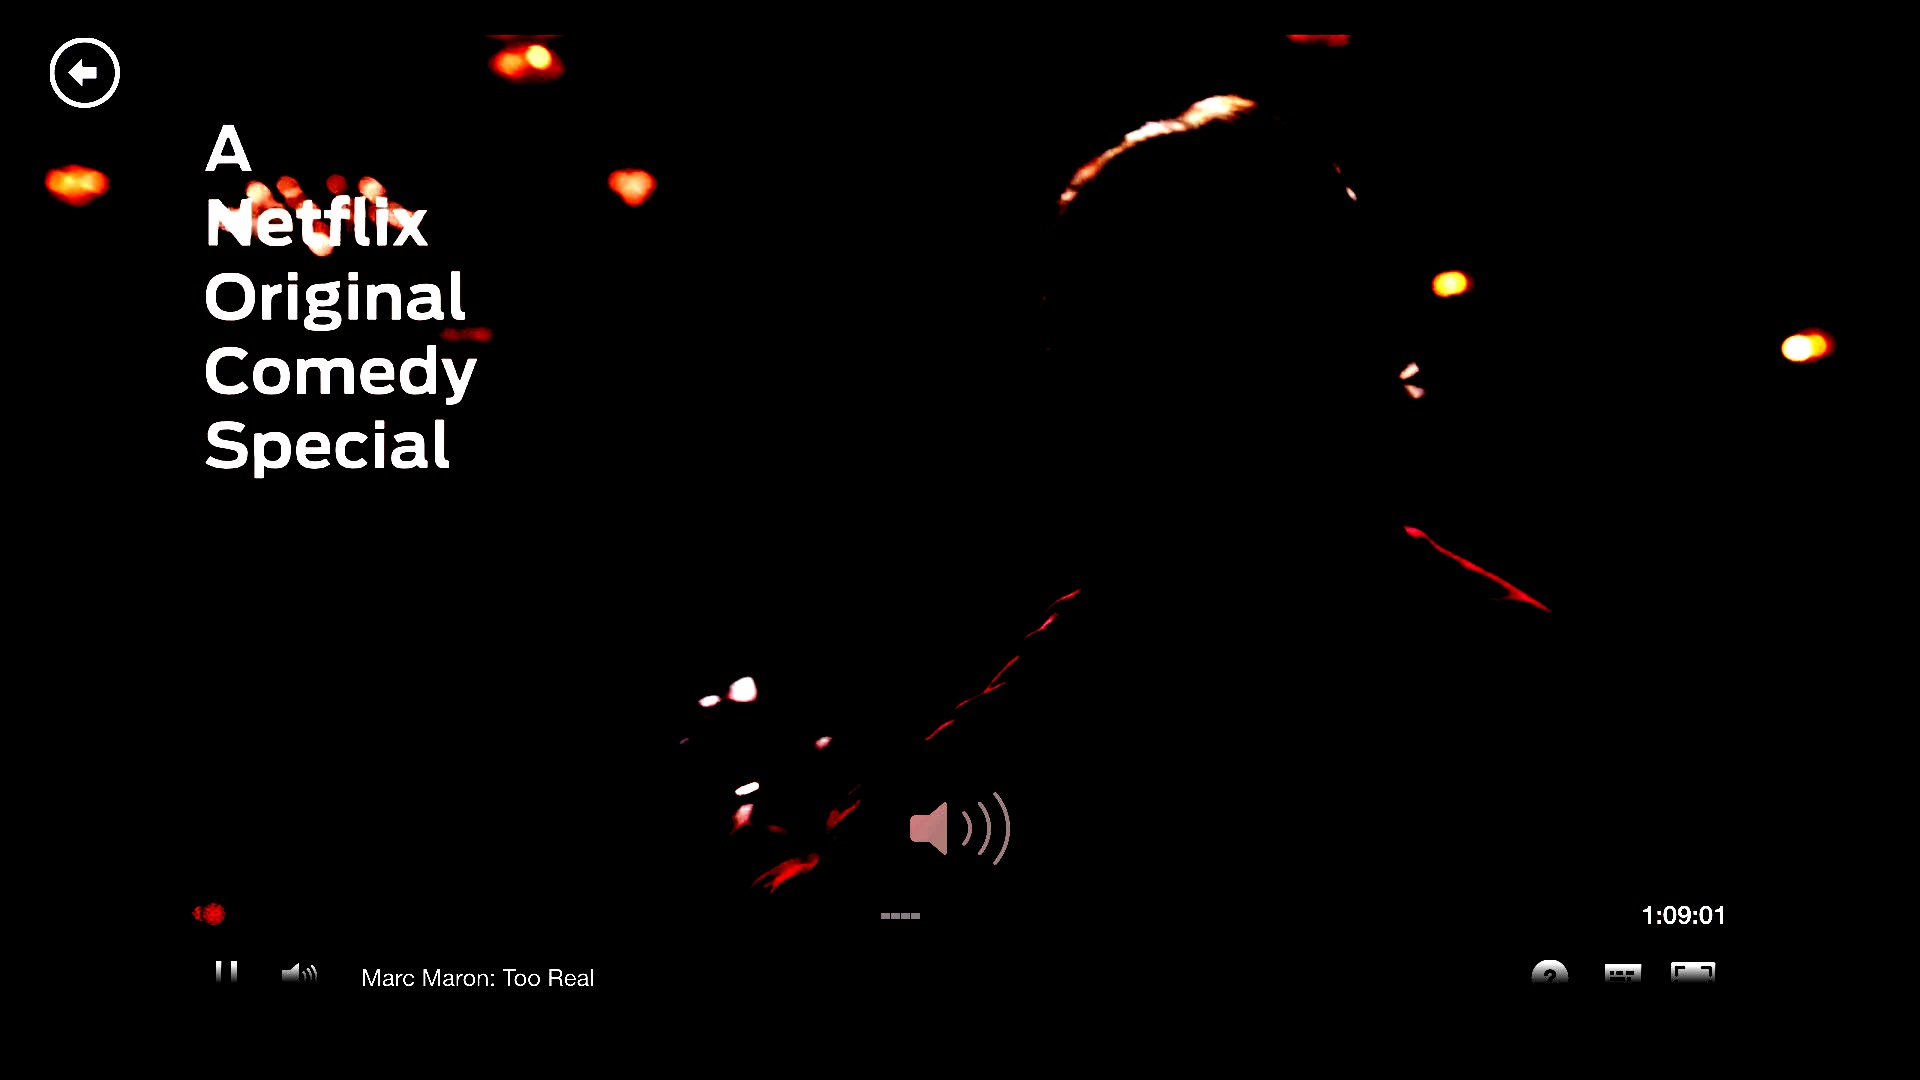 A
Netflix
Original
Comedy
Special
1:09:01
Marc Maron: Too Real
?